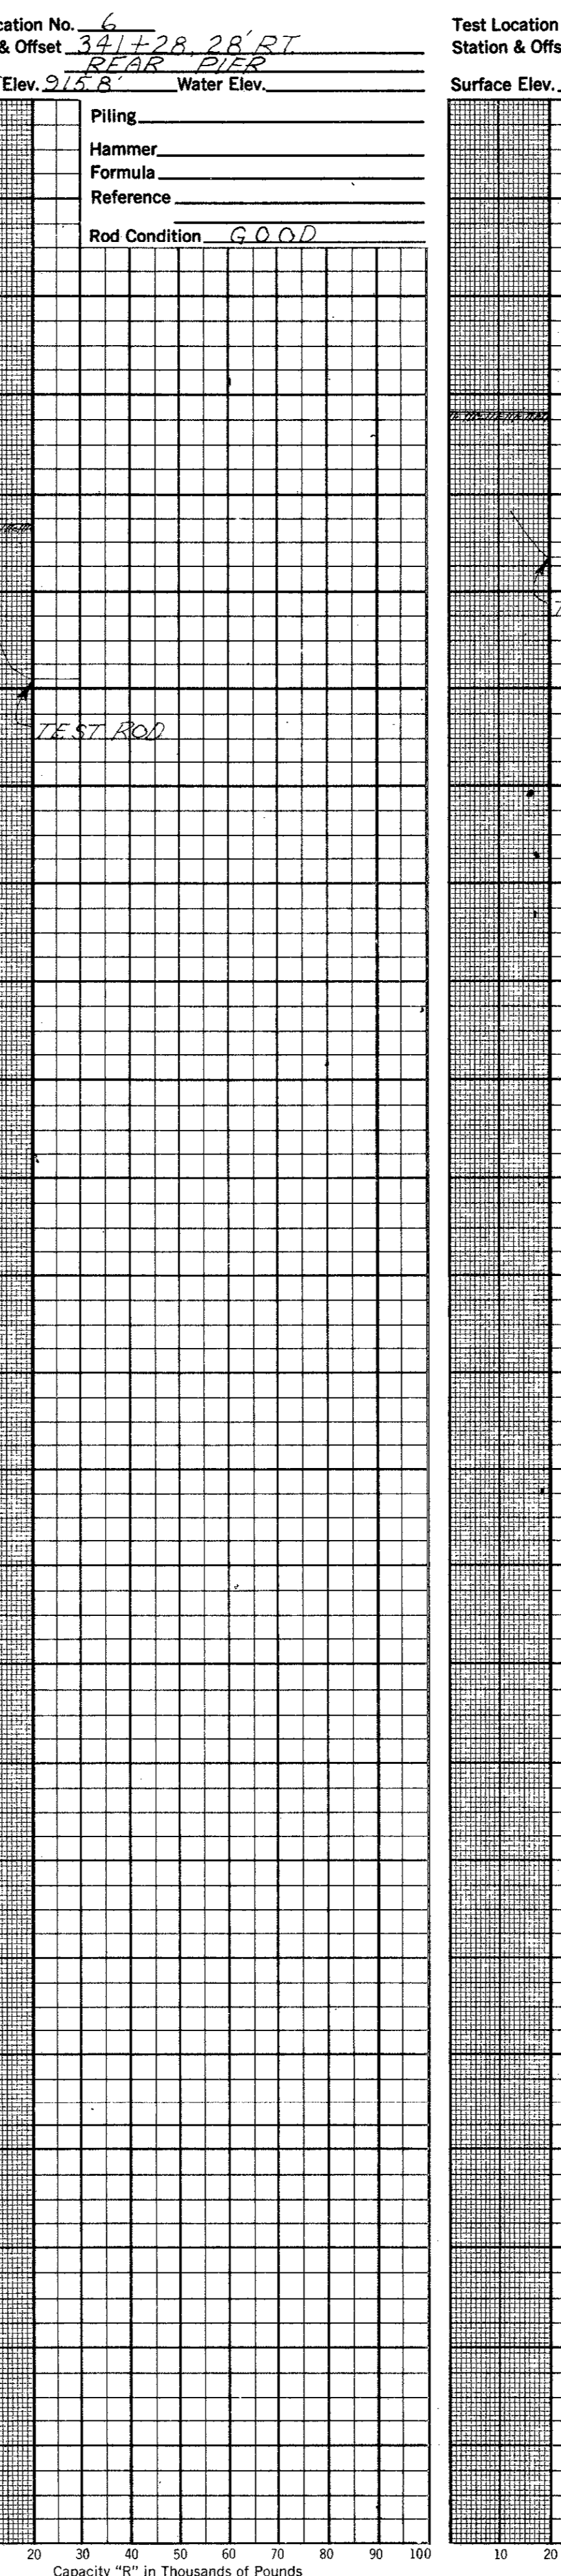 cation No. 6
& Offset 341+28, 28' RT.
REAR PIER
Elev. 915.8' Water Elev.
Piling
Hammer
Formula
Reference
Rod Condition GOOD
TEST ROD
20 30 40 50 60 70 80 90 100
Capacity "R" in Thousands of Pounds
Test Location
Station & Offs
Surface Elev.
10 20